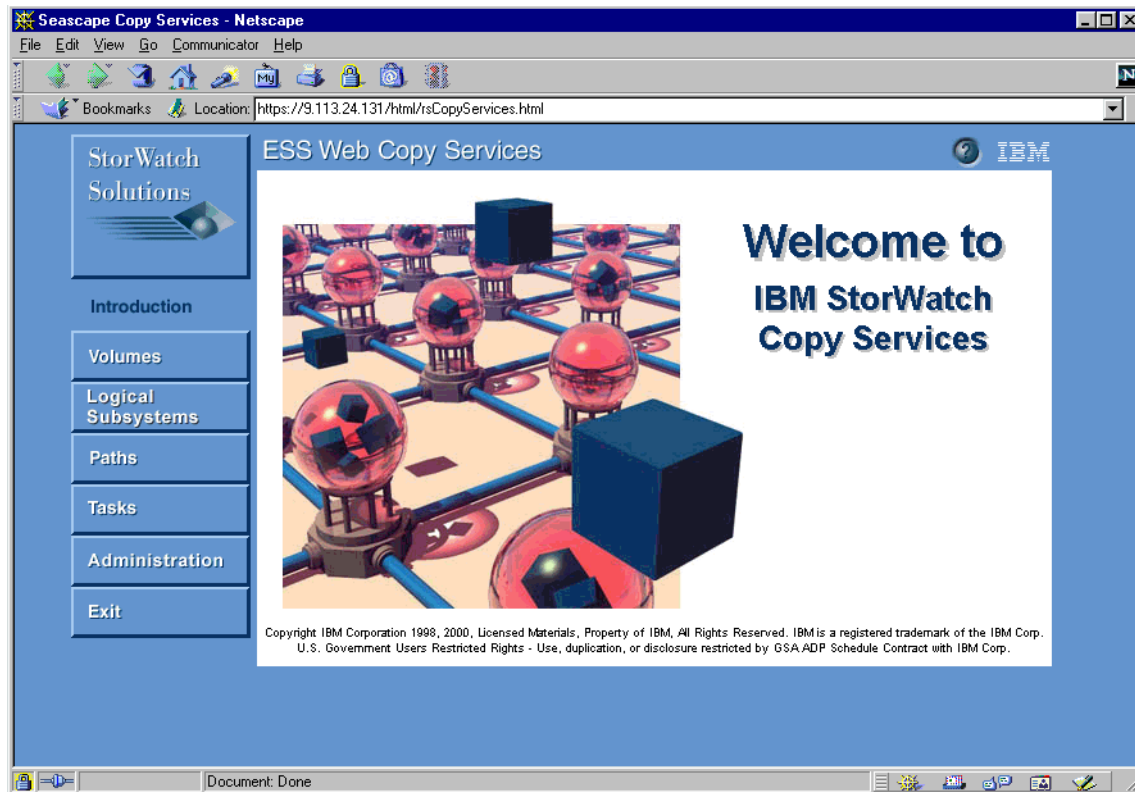 Seascape Copy Services - Netscape
File Edit View Go Communicator Help
My
N
Bookmarks Location: https://9.113.24.131/html/rsCopyServices.html
StorWatch
Solutions
ESS Web Copy Services
? IBM
Welcome to
IBM StorWatch
Copy Services
Introduction
Volumes
Logical
Subsystems
Paths
Tasks
Administration
Exit
Copyright IBM Corporation 1998, 2000, Licensed Materials, Property of IBM, All Rights Reserved. IBM is a registered trademark of the IBM Corp.
U.S. Government Users Restricted Rights - Use, duplication, or disclosure restricted by GSA ADP Schedule Contract with IBM Corp.
Document: Done